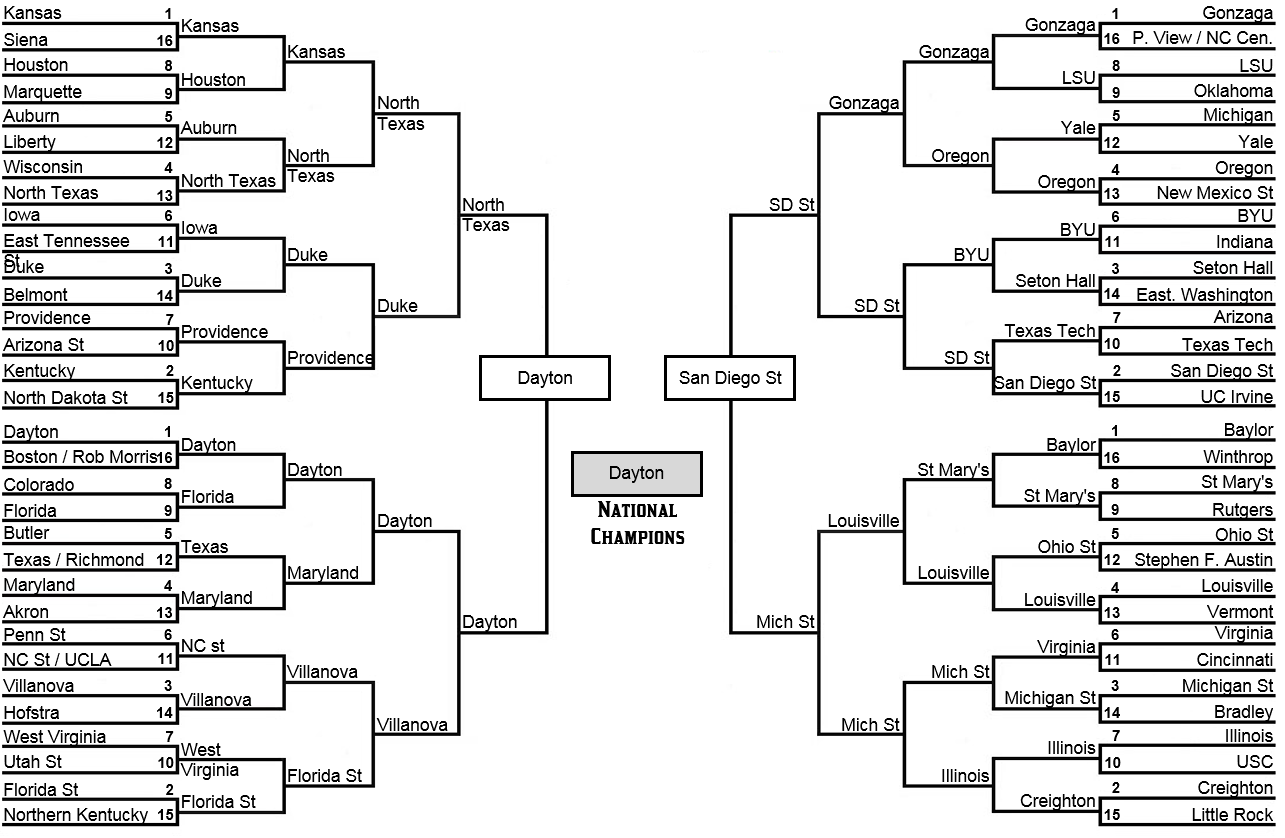 Kansas 1
Siena 16
Houston 8
Marquette 9
Auburn 5
Liberty 12
Wisconsin 4
North Texas 13
Iowa 6
East Tennessee 11
St
Duke 3
Belmont 14
Providence 7
Arizona St 10
Kentucky 2
North Dakota St 15
Dayton 1
Boston / Rob Morris 16
Colorado 8
Florida 9
Butler 5
Texas / Richmond 12
Maryland 4
Akron 13
Penn St 6
NC St / UCLA 11
Villanova 3
Hofstra 14
West Virginia 7
Utah St 10
Florida St 2
Northern Kentucky 15
Kansas
Houston
Auburn
North Texas
Iowa
Duke
Providence
Kentucky
Dayton
Florida
Texas
Maryland
NC st
Villanova
West
Virginia
Florida St
Kansas
North
Texas
Duke
Providence
Dayton
Maryland
Villanova
Florida St
North
Texas
Duke
Dayton
Villanova
North
Texas
Dayton
Dayton
San Diego St
Dayton
National
Champions
SD St
Mich St
Gonzaga
SD St
Louisville
Mich St
Gonzaga
Oregon
BYU
SD St
St Mary's
Louisville
Mich St
Illinois
Gonzaga
LSU
Yale
Oregon
BYU
Seton Hall
Texas Tech
San Diego St
Baylor
St Mary's
Ohio St
Louisville
Virginia
Michigan St
Illinois
Creighton
1 Gonzaga
16 P. View / NC Cen.
8 LSU
9 Oklahoma
5 Michigan
12 Yale
4 Oregon
13 New Mexico St
6 BYU
11 Indiana
3 Seton Hall
14 East. Washington
7 Arizona
10 Texas Tech
2 San Diego St
15 UC Irvine
1 Baylor
16 Winthrop
8 St Mary's
9 Rutgers
5 Ohio St
12 Stephen F. Austin
4 Louisville
13 Vermont
6 Virginia
11 Cincinnati
3 Michigan St
14 Bradley
7 Illinois
10 USC
2 Creighton
15 Little Rock